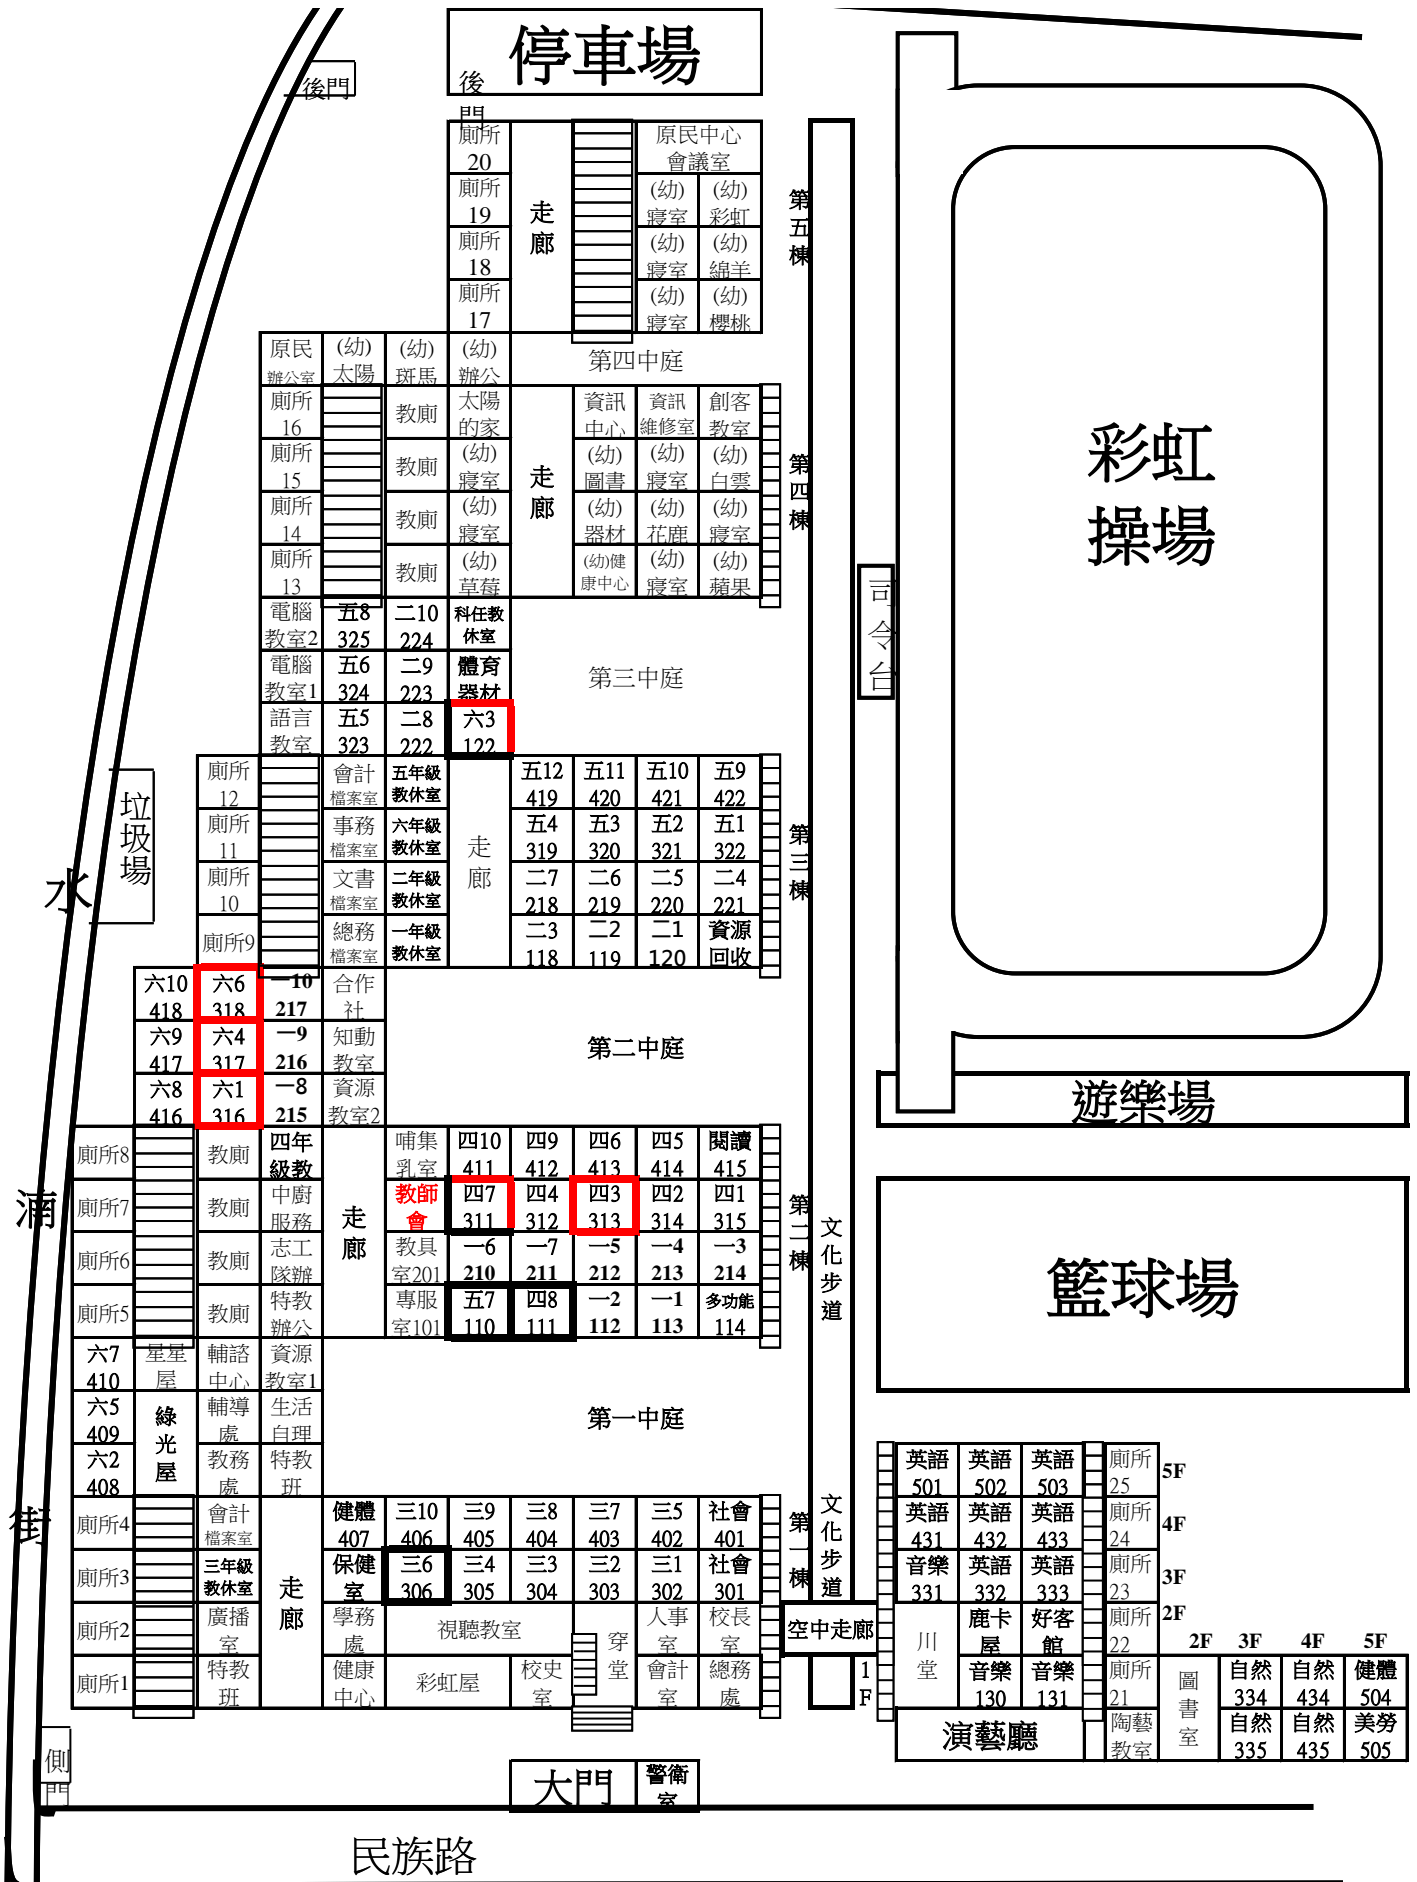 停車場
後門
後
門
廁所 原民中心
20 會議室
廁所 (幼) (幼)
19 寢室 彩虹
走
廊
廁所 (幼) (幼)
18 寢室 綿羊
廁所 (幼) (幼)
17 寢室 櫻桃
第五棟
原民 (幼) (幼) (幼)
辦公室 太陽 斑馬 辦公
第四中庭
廁所 教廁 太陽 資訊 資訊 創客
16 的家 中心 維修室 教室
廁所 教廁 (幼) (幼) (幼) (幼)
15 寢室 圖書 寢室 白雲
走
廊
廁所 教廁 (幼) (幼) (幼) (幼)
14 寢室 器材 花鹿 寢室
廁所 教廁 (幼) (幼)健 (幼) (幼)
13 草莓 康中心 寢室 蘋果
第四棟
彩虹
操場
司令台
電腦 五8 二10 科任教
教室2 325 224 休室
電腦 五6 二9 體育
教室1 324 223 器材
第三中庭
語言 五5 二8 六3
教室 323 222 122
廁所 會計 五年級 五12 五11 五10 五9
12 檔案室 教休室 419 420 421 422
廁所 事務 六年級 五4 五3 五2 五1
11 檔案室 教休室 319 320 321 322
走
廊
廁所 文書 二年級 二7 二6 二5 二4
10 檔案室 教休室 218 219 220 221
廁所9 總務 一年級 二3 二2 二1 資源
檔案室 教休室 118 119 120 回收
第三棟
垃圾場
水
湳
街
六10 六6 一10 合作
418 318 217 社
六9 六4 一9 知動
417 317 216 教室
第二中庭
六8 六1 一8 資源
416 316 215 教室2
遊樂場
廁所8 教廁 四年 哺集 四10 四9 四6 四5 閱讀
級教 乳室 411 412 413 414 415
廁所7 教廁 中廚 教師 四7 四4 四3 四2 四1
服務 會 311 312 313 314 315
走
廊
廁所6 教廁 志工 教具 一6 一7 一5 一4 一3
隊辦 室201 210 211 212 213 214
廁所5 教廁 特教 專服 五7 四8 一2 一1 多功能
辦公 室101 110 111 112 113 114
第二棟
文化步道
籃球場
六7 星星 輔諮 資源
410 屋 中心 教室1
六5 輔導 生活
409 處 自理
綠光屋
六2 教務 特教
408 處 班
第一中庭
廁所4 會計 健體 三10 三9 三8 三7 三5 社會
檔案室 407 406 405 404 403 402 401
廁所3 三年級 保健 三6 三4 三3 三2 三1 社會
教休室 室 306 305 304 303 302 301
走
廊
廁所2 廣播 學務 視聽教室 穿 人事 校長
室 處 堂 室 室
廁所1 特教 健康 彩虹屋 校史 會計 總務
班 中心 室 室 處
第一棟
文化步道
空中走廊
1
F
英語 英語 英語 廁所 5F
501 502 503 25
英語 英語 英語 廁所 4F
431 432 433 24
音樂 英語 英語 廁所 3F
331 332 333 23
川堂
鹿卡 好客 廁所 2F
屋 館 22
2F 3F 4F 5F
音樂 音樂 廁所 自然 自然 健體
130 131 21 334 434 504
圖書室
演藝廳
陶藝 自然 自然 美勞
教室 335 435 505
側
門
大門
警衛
室
民族路